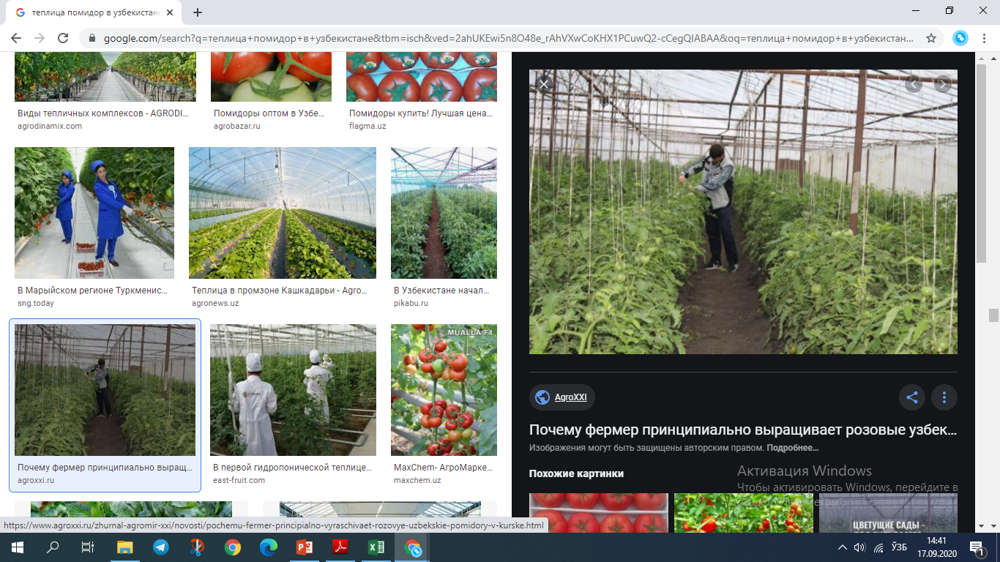 теплица помидор в узбекистане
google.com/search?q=теплица+помидор+в+узбекистане&tbm=isch&ved=2ahUKEwi5n8O48e_rAhVXwCoKHX1PCuwQ2-cCegQIABAA&oq=теплица+помидор+в+узбекистан...
Виды тепличных комплексов - AGRODI...
agrodinamix.com
Помидоры оптом в Узбе...
agrobazar.ru
Помидоры купить! Лучшая цена...
flagma.uz
В Марыйском регионе Туркменис...
sng.today
Теплица в промзоне Кашкадарьи - Agro...
agronews.uz
В Узбекистане начал...
pikabu.ru
MUALLA F1
Почему фермер принципиально выращ...
agroxxi.ru
В первой гидропонической теплице...
east-fruit.com
MaxChem- АгроМарке...
maxchem.uz
AgroXXI
Почему фермер принципиально выращивает розовые узбек...
Изображения могут быть защищены авторским правом. Подробнее...
Похожие картинки
Активация Windows
Чтобы активировать Windows, перейдите в
ЦВЕТУЩИЕ САДЫ -
https://www.agroxxi.ru/zhurnal-agromir-xxi/novosti/pochemu-fermer-principialno-vyraschivaet-rozovye-uzbekskie-pomidory-v-kurske.html
ЎЗБ
14:41
17.09.2020
1